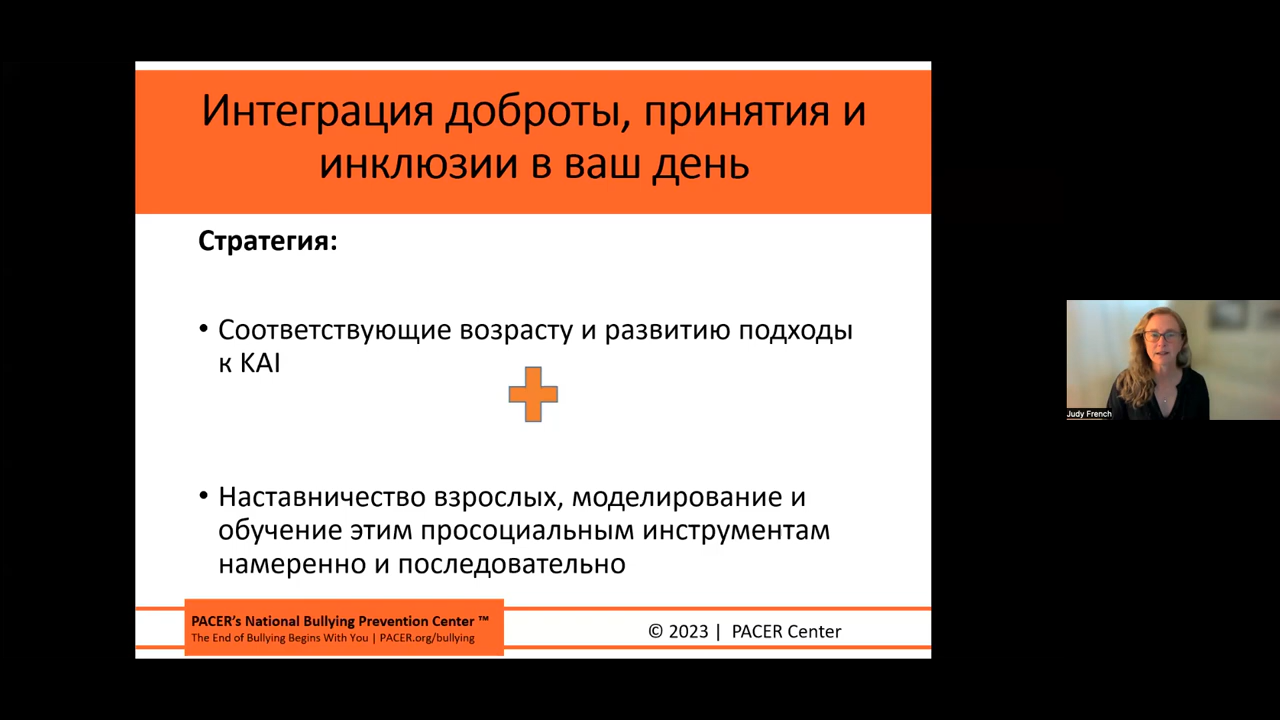 Интеграция доброты, принятия и
инклюзии в ваш день
Стратегия:
• Соответствующие возрасту и развитию подходы
к KAI
• Наставничество взрослых, моделирование и
обучение этим просоциальным инструментам
намеренно и последовательно
PACER’s National Bullying Prevention Center ™
The End of Bullying Begins With You | PACER.org/bullying
© 2023 | PACER Center
Judy French